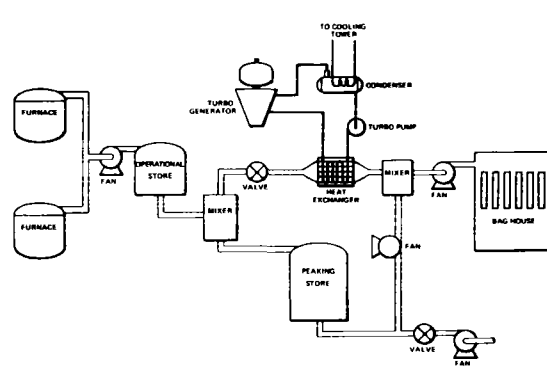 TO COOLING
TOWER
CONDENSER
TURBO
GENERATOR
TURBO PUMP
FURNACE
FAN
OPERATIONAL
STORE
VALVE
HEAT
EXCHANGER
MIXER
FAN
BAG HOUSE
MIXER
FURNACE
FAN
PEAKING
STORE
VALVE
FAN